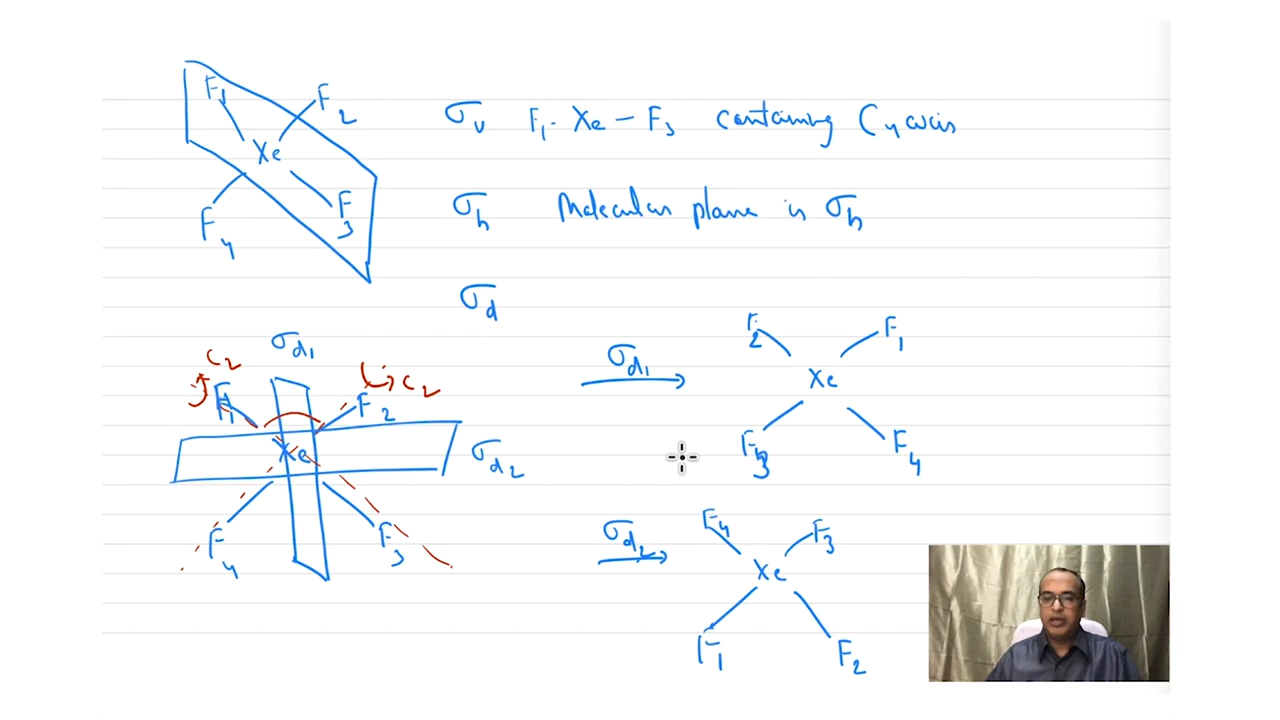 F1 F2
σv F1 - Xe - F3 containing C4 axis
Xe
F3
σh Molecular plane is σh
F4
σd
F2 F1
σd1
σd1
C2 C2
Xe
F1 F2
Xe σd2
F3 F4
F4 F3
σd2 F4 F3
Xe
F1 F2